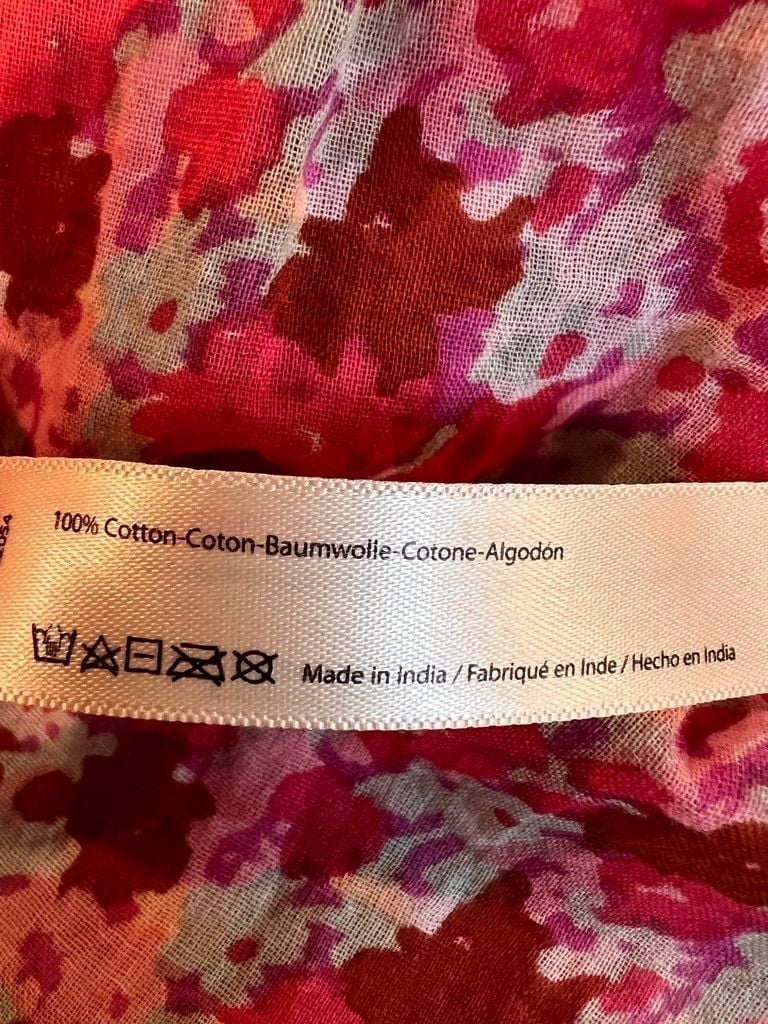 100% Cotton-Coton-Baumwolle-Cotone-Algodón
Made in India / Fabriqué en Inde / Hecho en India